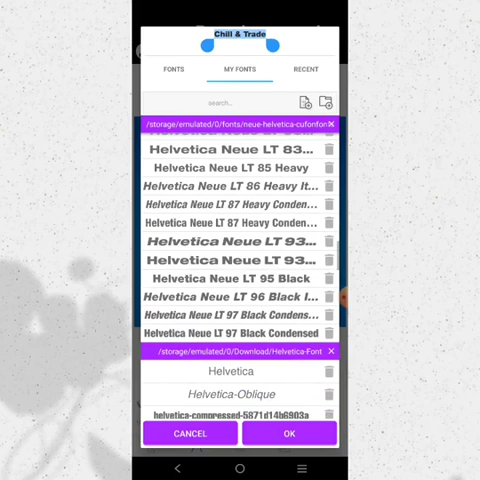 Chill & Trade
FONTS
MY FONTS
RECENT
search..
/storage/emulated/0/fonts/neue-helvetica-cufonfon
Helvetica Neue LT 83...
Helvetica Neue LT 85 Heavy
Helvetica Neue LT 86 Heavy It...
Helvetica Neue LT 87 Heavy Conden...
Helvetica Neue LT 87 Heavy Conden...
Helvetica Neue LT 93...
Helvetica Neue LT 93...
Helvetica Neue LT 95 Black
Helvetica Neue LT 96 Black I...
Helvetica Neue LT 97 Black Condens...
Helvetica Neue LT 97 Black Condensed
/storage/emulated/0/Download/Helvetica-Font
Helvetica
Helvetica-Oblique
helvetica-compressed-5871d14b6903a
CANCEL
OK